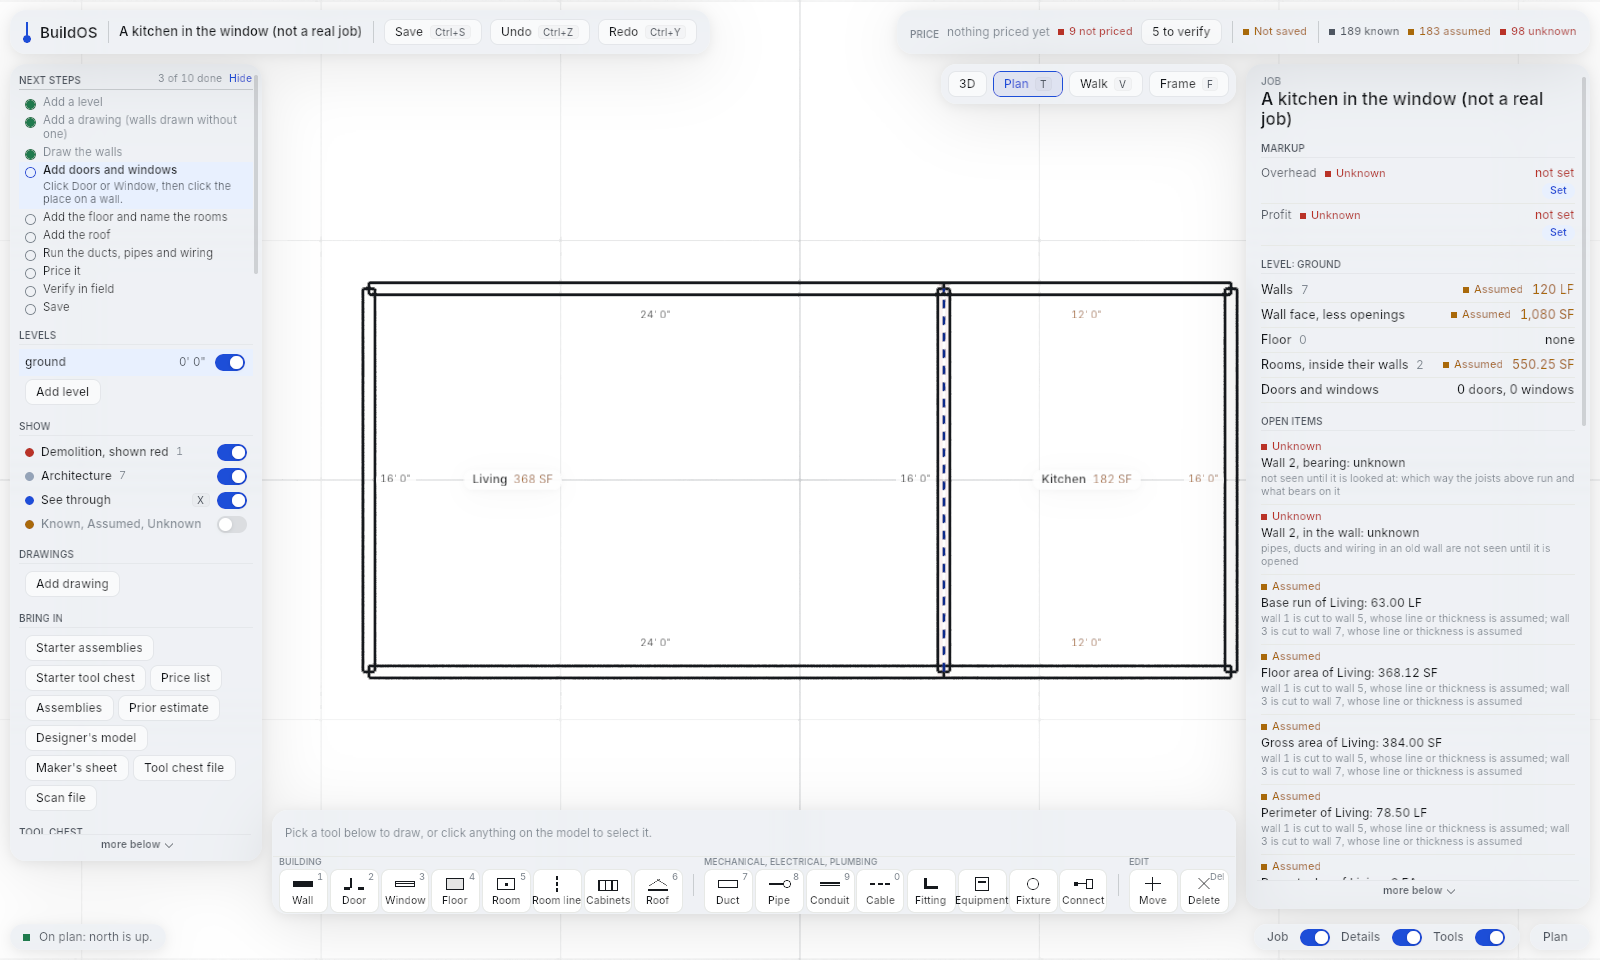 BuildOS
A kitchen in the window (not a real job)
Save Ctrl+S
Undo Ctrl+Z
Redo Ctrl+Y
PRICE nothing priced yet 9 not priced 5 to verify Not saved 189 known 183 assumed 98 unknown
3D
Plan T
Walk V
Frame F
NEXT STEPS 3 of 10 done Hide
Add a level
Add a drawing (walls drawn without
one)
Draw the walls
Add doors and windows
Click Door or Window, then click the
place on a wall.
Add the floor and name the rooms
Add the roof
Run the ducts, pipes and wiring
Price it
Verify in field
Save
LEVELS
ground 0' 0"
Add level
SHOW
Demolition, shown red 1
Architecture 7
See through X
Known, Assumed, Unknown
DRAWINGS
Add drawing
BRING IN
Starter assemblies
Starter tool chest Price list
Assemblies Prior estimate
Designer's model
Maker's sheet Tool chest file
Scan file
TOOL CHEST
more below
On plan: north is up.
24' 0" 12' 0"
16' 0" Living 368 SF 16' 0" Kitchen 182 SF 16' 0"
24' 0" 12' 0"
Pick a tool below to draw, or click anything on the model to select it.
BUILDING
Wall 1
Door 2
Window 3
Floor 4
Room 5
Room line
Cabinets
Roof 6
MECHANICAL, ELECTRICAL, PLUMBING
Duct 7
Pipe 8
Conduit 9
Cable 0
Fitting
Equipment
Fixture
Connect
EDIT
Move
Delete Del
JOB
A kitchen in the window (not a real
job)
MARKUP
Overhead Unknown not set
Set
Profit Unknown not set
Set
LEVEL: GROUND
Walls 7 Assumed 120 LF
Wall face, less openings Assumed 1,080 SF
Floor 0 none
Rooms, inside their walls 2 Assumed 550.25 SF
Doors and windows 0 doors, 0 windows
OPEN ITEMS
Unknown
Wall 2, bearing: unknown
not seen until it is looked at: which way the joists above run and
what bears on it
Unknown
Wall 2, in the wall: unknown
pipes, ducts and wiring in an old wall are not seen until it is
opened
Assumed
Base run of Living: 63.00 LF
wall 1 is cut to wall 5, whose line or thickness is assumed; wall
3 is cut to wall 7, whose line or thickness is assumed
Assumed
Floor area of Living: 368.12 SF
wall 1 is cut to wall 5, whose line or thickness is assumed; wall
3 is cut to wall 7, whose line or thickness is assumed
Assumed
Gross area of Living: 384.00 SF
wall 1 is cut to wall 5, whose line or thickness is assumed; wall
3 is cut to wall 7, whose line or thickness is assumed
Assumed
Perimeter of Living: 78.50 LF
wall 1 is cut to wall 5, whose line or thickness is assumed; wall
3 is cut to wall 7, whose line or thickness is assumed
Assumed
more below
Job Details Tools Plan